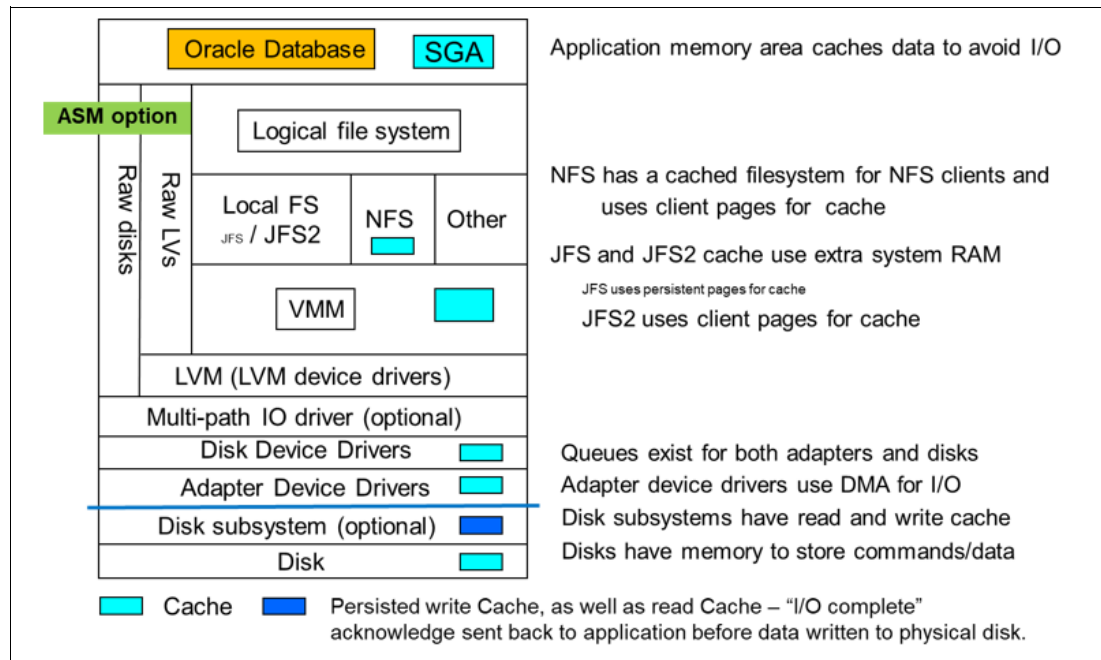 Oracle Database
SGA
Application memory area caches data to avoid I/O
ASM option
Logical file system
Raw disks
Raw LVs
Local FS
JFS / JFS2
NFS
Other
NFS has a cached filesystem for NFS clients and
uses client pages for cache
JFS and JFS2 cache use extra system RAM
JFS uses persistent pages for cache
JFS2 uses client pages for cache
VMM
LVM (LVM device drivers)
Multi-path IO driver (optional)
Disk Device Drivers
Queues exist for both adapters and disks
Adapter Device Drivers
Adapter device drivers use DMA for I/O
Disk subsystem (optional)
Disk subsystems have read and write cache
Disk
Disks have memory to store commands/data
Cache
Persisted write Cache, as well as read Cache – “I/O complete”
acknowledge sent back to application before data written to physical disk.